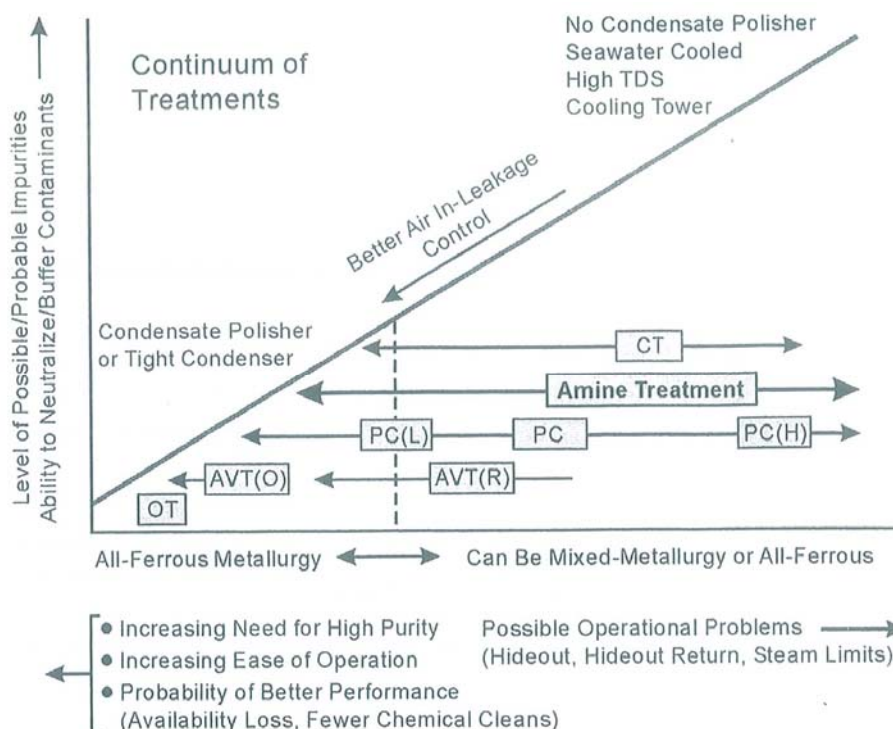 Level of Possible/Probable Impurities
Ability to Neutralize/Buffer Contaminants
Continuum of
Treatments
No Condensate Polisher
Seawater Cooled
High TDS
Cooling Tower
Better Air In-Leakage
Control
Condensate Polisher
or Tight Condenser
CT
Amine Treatment
PC(L)
PC
PC(H)
AVT(O)
AVT(R)
OT
All-Ferrous Metallurgy
Can Be Mixed-Metallurgy or All-Ferrous
Increasing Need for High Purity
Increasing Ease of Operation
Probability of Better Performance
(Availability Loss, Fewer Chemical Cleans)
Possible Operational Problems
(Hideout, Hideout Return, Steam Limits)